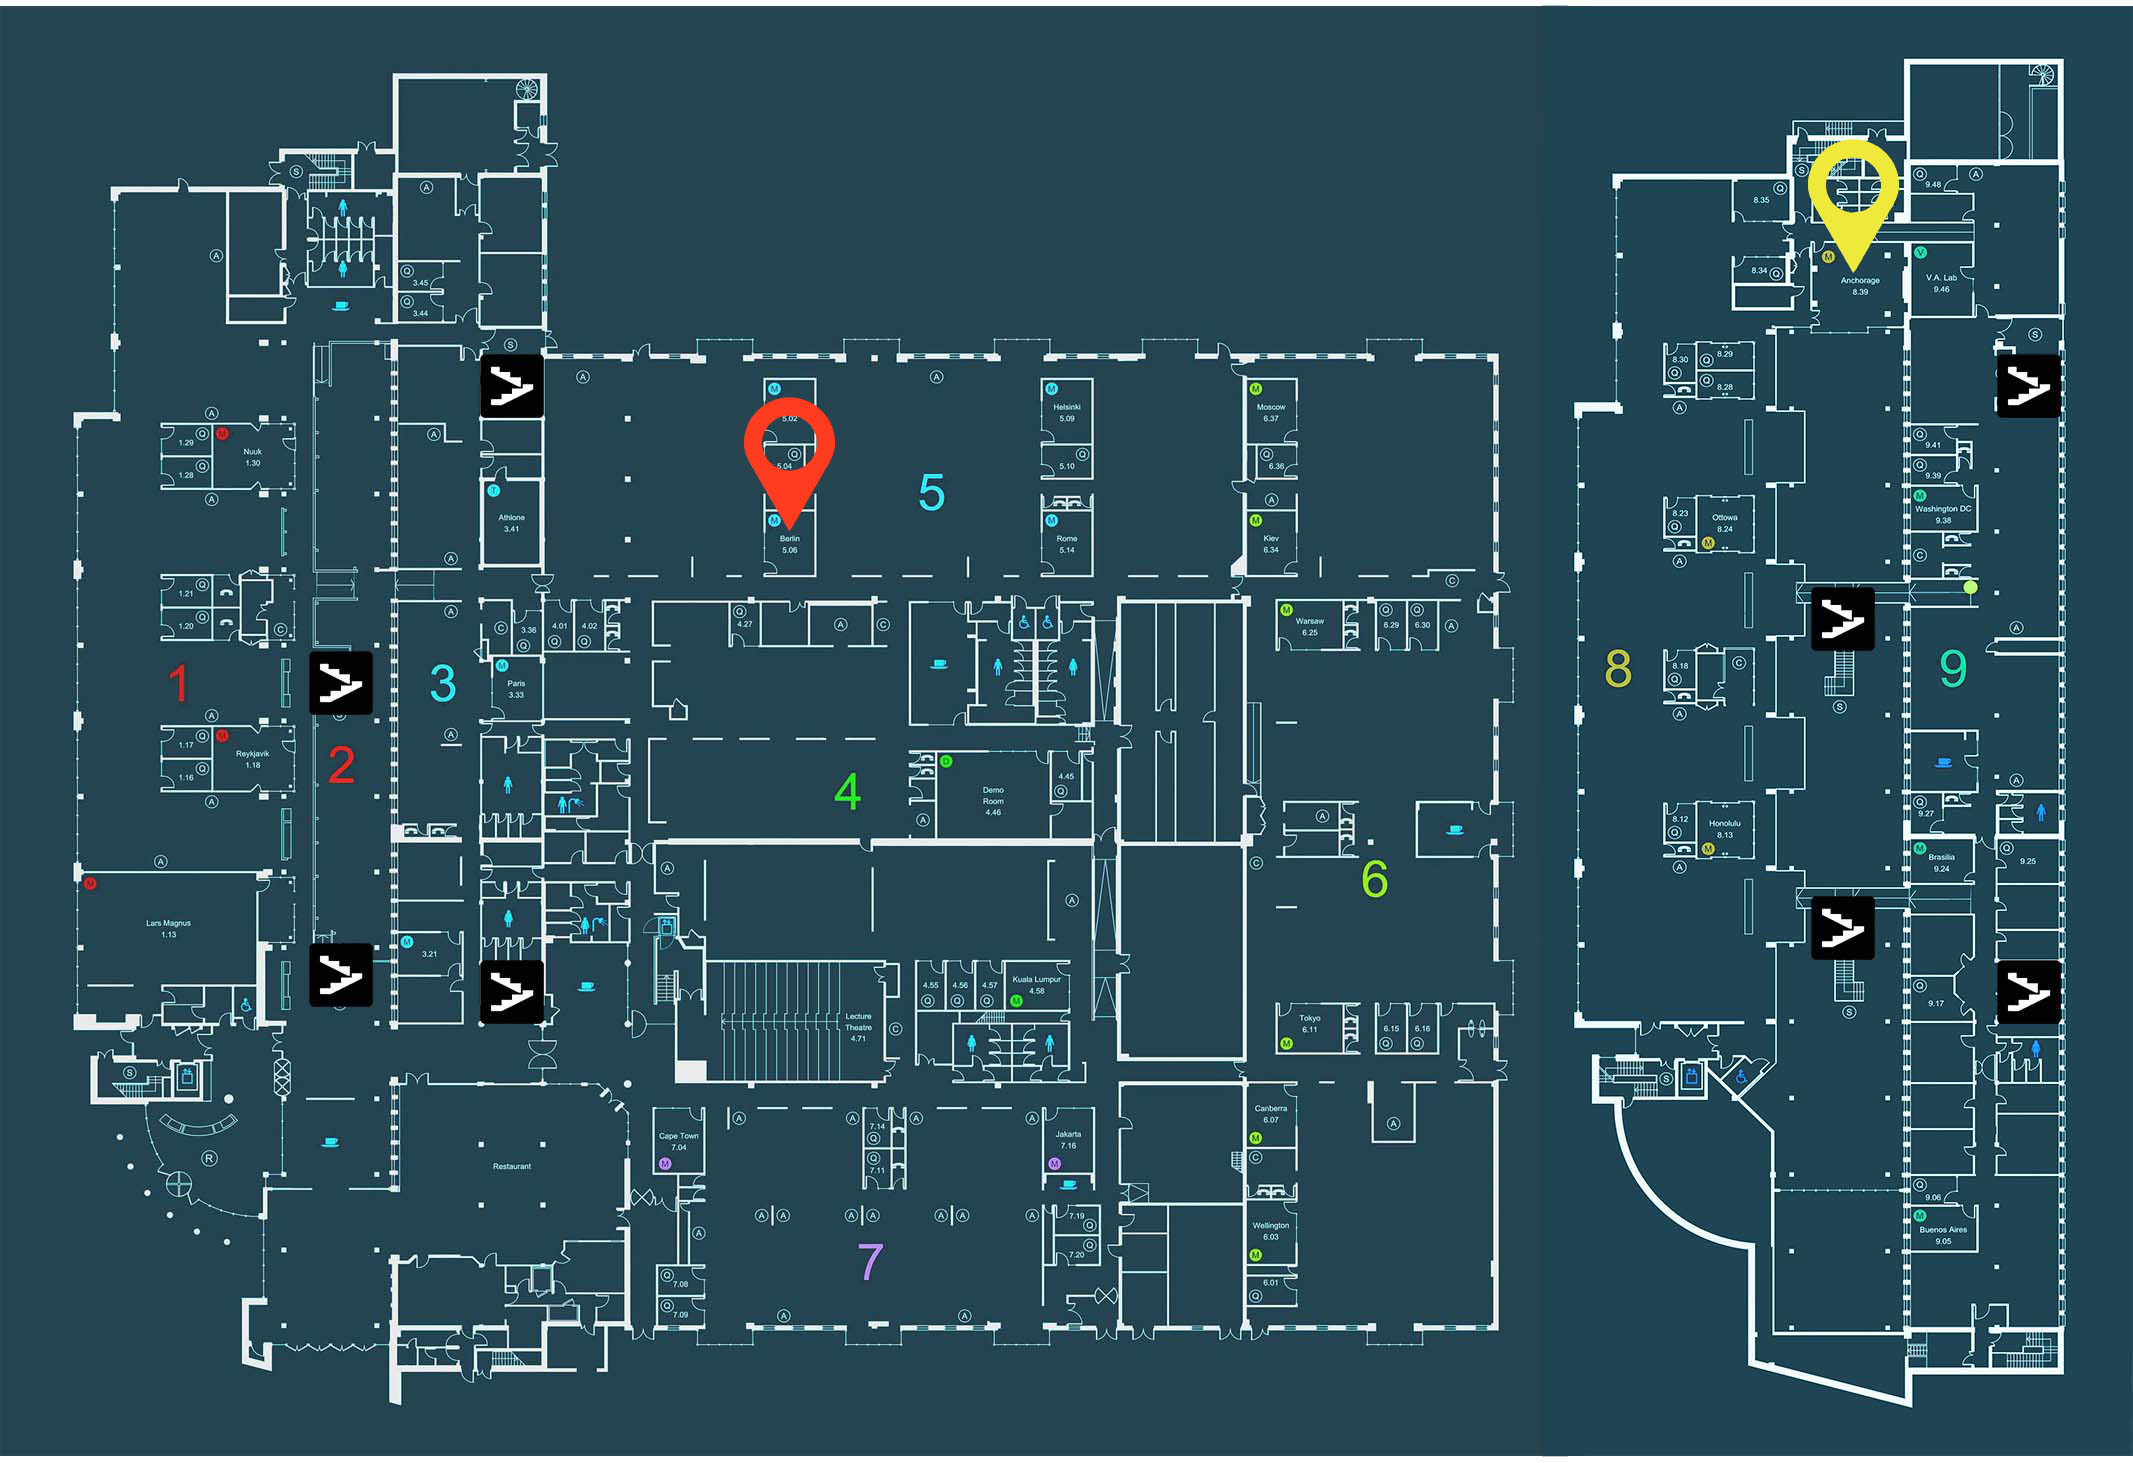 S
A
A
Q
3.45
Q
3.44
A
S
A
A
M
5.02
Q
5.04
M
Berlin
5.06
M
Helsinki
5.09
Q
5.10
M
Rome
5.14
M
Moscow
6.37
Q
6.36
A
M
Kiev
6.34
5
A
1.29
Q
M
Nuuk
1.30
1.28
Q
A
A
T
Athlone
3.41
A
1.21
Q
1.20
Q
C
A
C
3.36
Q
4.01
Q
4.02
Q
Q
4.27
A
C
C
M
Warsaw
6.25
Q
6.29
Q
6.30
A
1
3
M
Paris
3.33
A
A
1.17
Q
M
Reykjavik
1.18
1.16
Q
A
2
4
D
Demo
Room
4.46
4.45
Q
A
A
6
C
A
M
Lars Magnus
1.13
M
3.21
A
A
4.55
Q
4.56
Q
4.57
Q
Kuala Lumpur
4.58
M
Lecture
Theatre
4.71
C
Tokyo
6.11
M
6.15
Q
6.16
Q
S
R
Restaurant
Cape Town
7.04
M
A
A
7.14
Q
Q
7.11
A
A
Jakarta
7.16
M
Canberra
6.07
M
C
A
A
A
A
A
A
A
A
A
A
7.19
Q
Q
7.20
Wellington
6.03
M
7
Q
7.08
Q
7.09
A
A
6.01
Q
S
Q
8.35
8.34
Q
M
Anchorage
8.39
Q
9.48
A
V
V.A. Lab
9.46
S
8.30
Q
Q
8.29
Q
8.28
A
Q
9.41
Q
9.39
M
Washington DC
9.38
C
8.23
Q
Ottowa
8.24
M
A
A
8
8.18
Q
C
A
S
9
A
8.12
Q
Honolulu
8.13
M
A
Q
9.27
M
Brasilia
9.24
Q
9.25
Q
9.17
S
S
Q
9.06
M
Buenos Aires
9.05